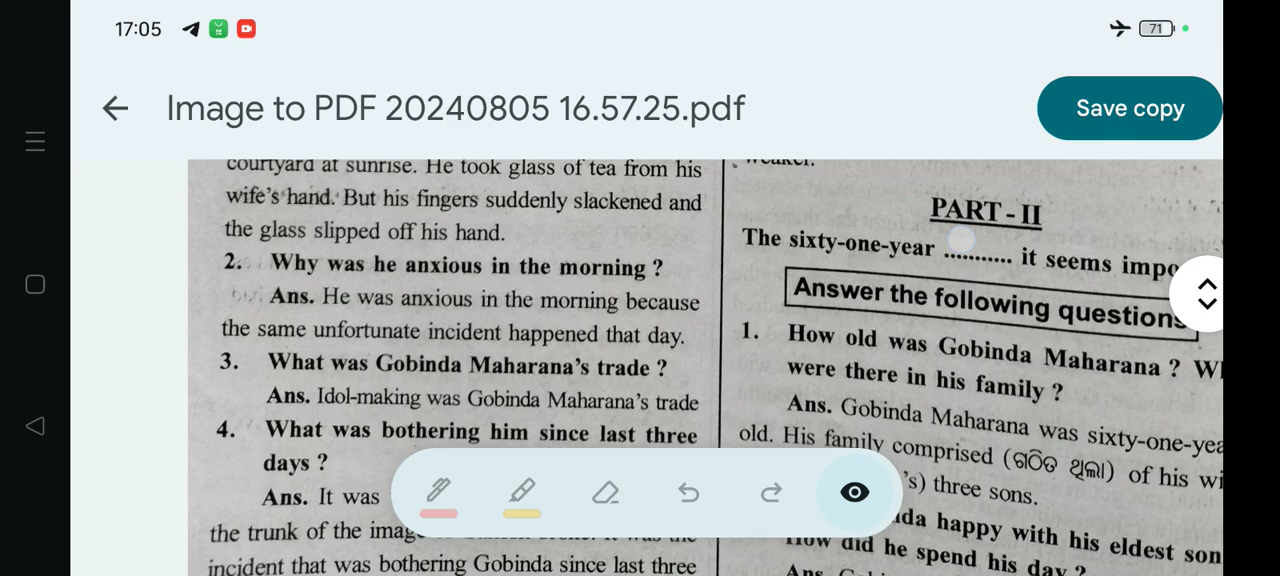 17:05
71
Image to PDF 20240805 16.57.25.pdf
Save copy
courtyard at sunrise. He took glass of tea from his
wife's hand. But his fingers suddenly slackened and
the glass slipped off his hand.
2. Why was he anxious in the morning ?
Ans. He was anxious in the morning because
the same unfortunate incident happened that day.
3. What was Gobinda Maharana's trade ?
Ans. Idol-making was Gobinda Maharana's trade
4. What was bothering him since last three
days ?
Ans. It was
the trunk of the image
incident that was bothering Gobinda since last three
weaker.
PART - II
The sixty-one-year ........... it seems impo
Answer the following questions
1. How old was Gobinda Maharana ? W
were there in his family ?
Ans. Gobinda Maharana was sixty-one-yea
old. His family comprised (ଗଠିତ ଥିଲା) of his wi
's) three sons.
nda happy with his eldest son
How did he spend his day ?
Ans.